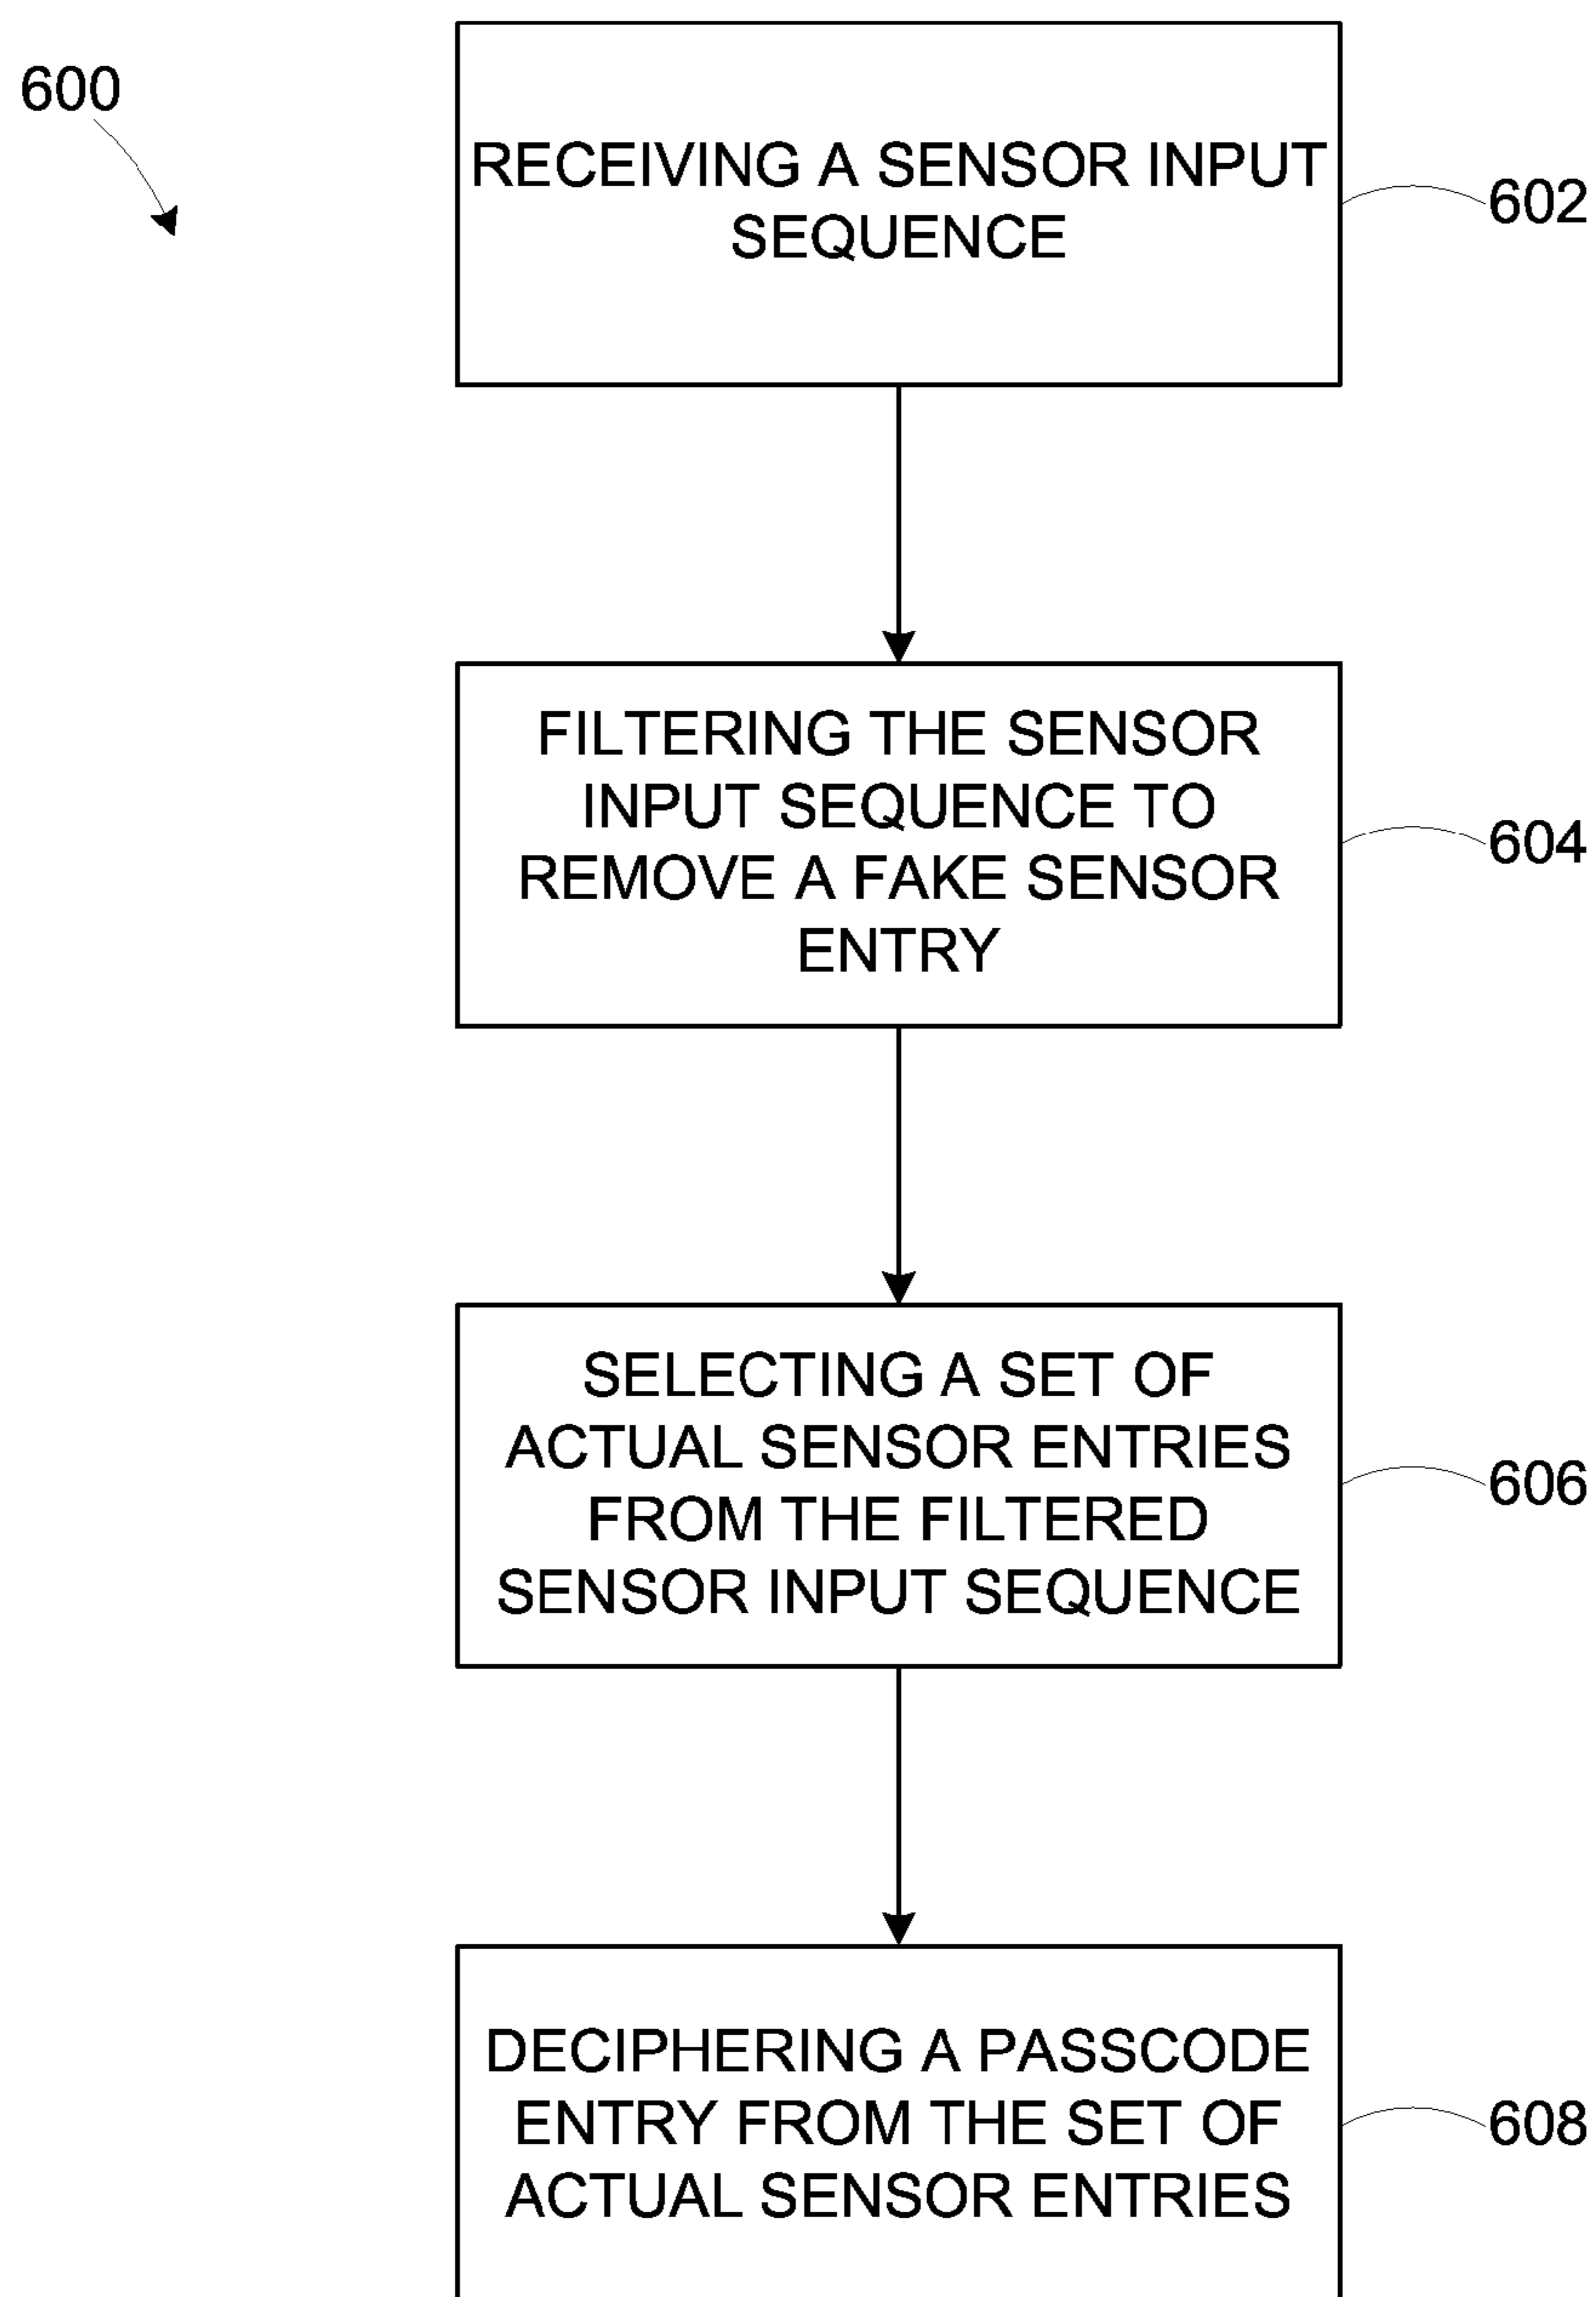 600
RECEIVING A SENSOR INPUT
SEQUENCE
602
FILTERING THE SENSOR
INPUT SEQUENCE TO
REMOVE A FAKE SENSOR
ENTRY
604
SELECTING A SET OF
ACTUAL SENSOR ENTRIES
FROM THE FILTERED
SENSOR INPUT SEQUENCE
606
DECIPHERING A PASSCODE
ENTRY FROM THE SET OF
ACTUAL SENSOR ENTRIES
608